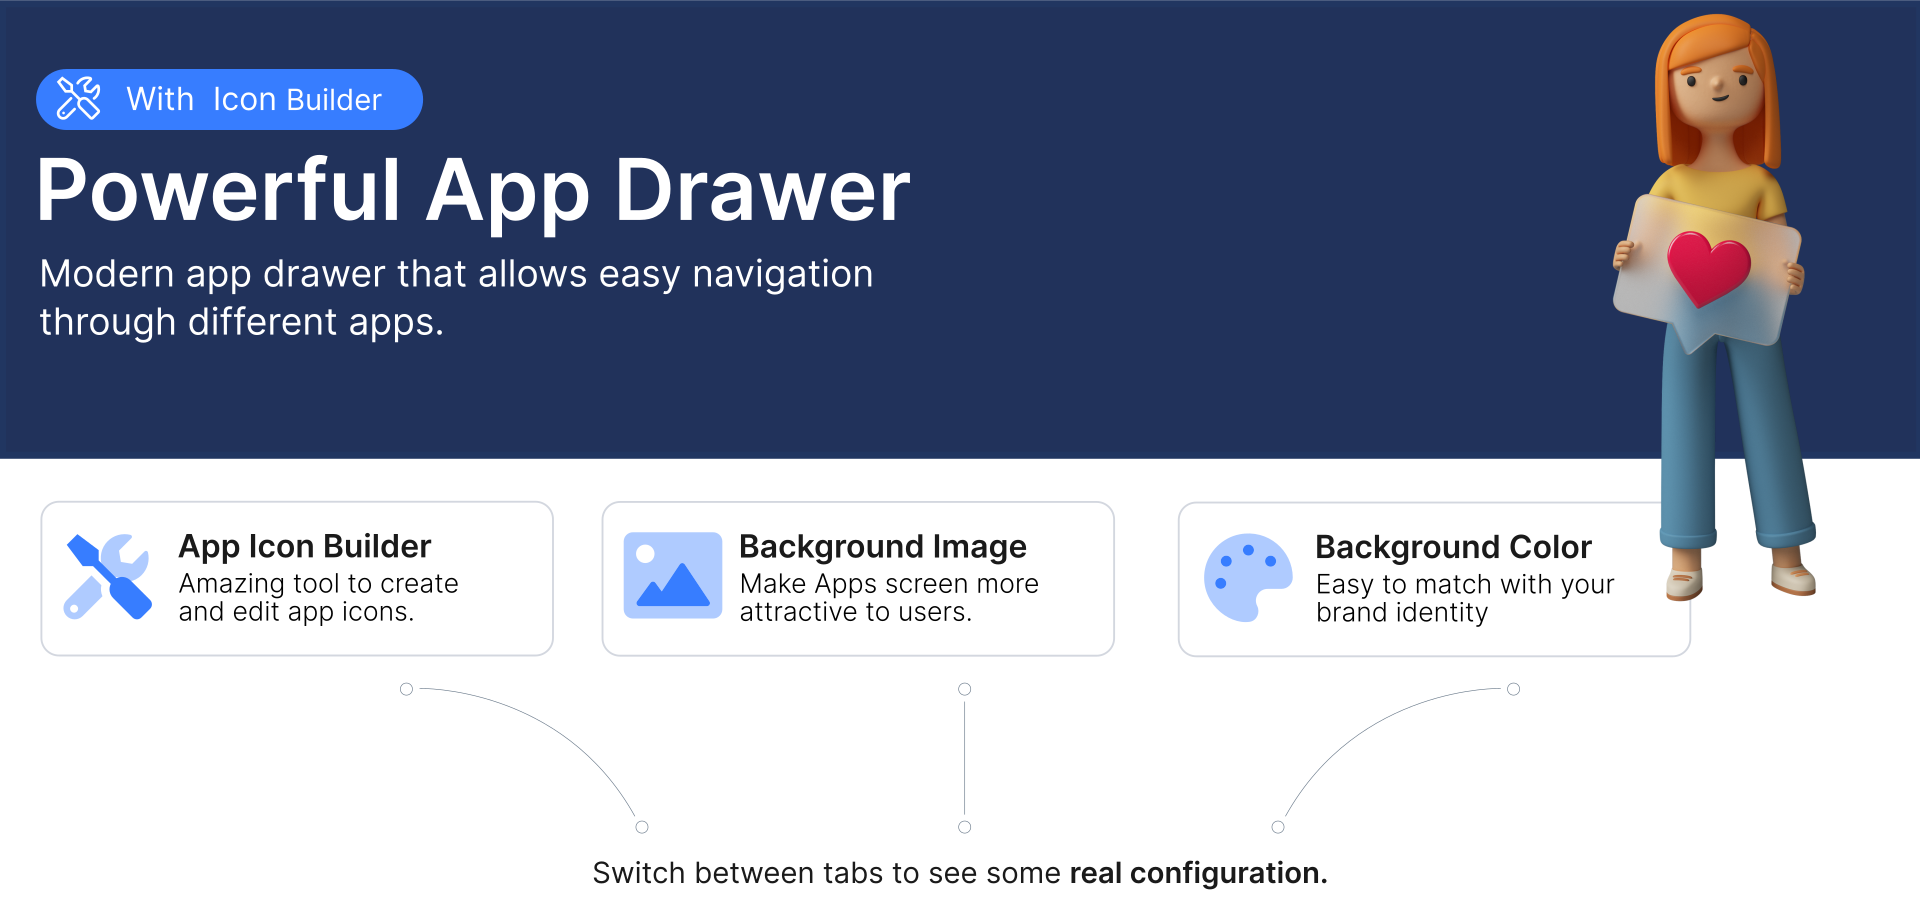 With Icon Builder
Powerful App Drawer
Modern app drawer that allows easy navigation
through different apps.
App Icon Builder
Amazing tool to create
and edit app icons.
Background Image
Make Apps screen more
attractive to users.
Background Color
Easy to match with your
brand identity
Switch between tabs to see some real configuration.